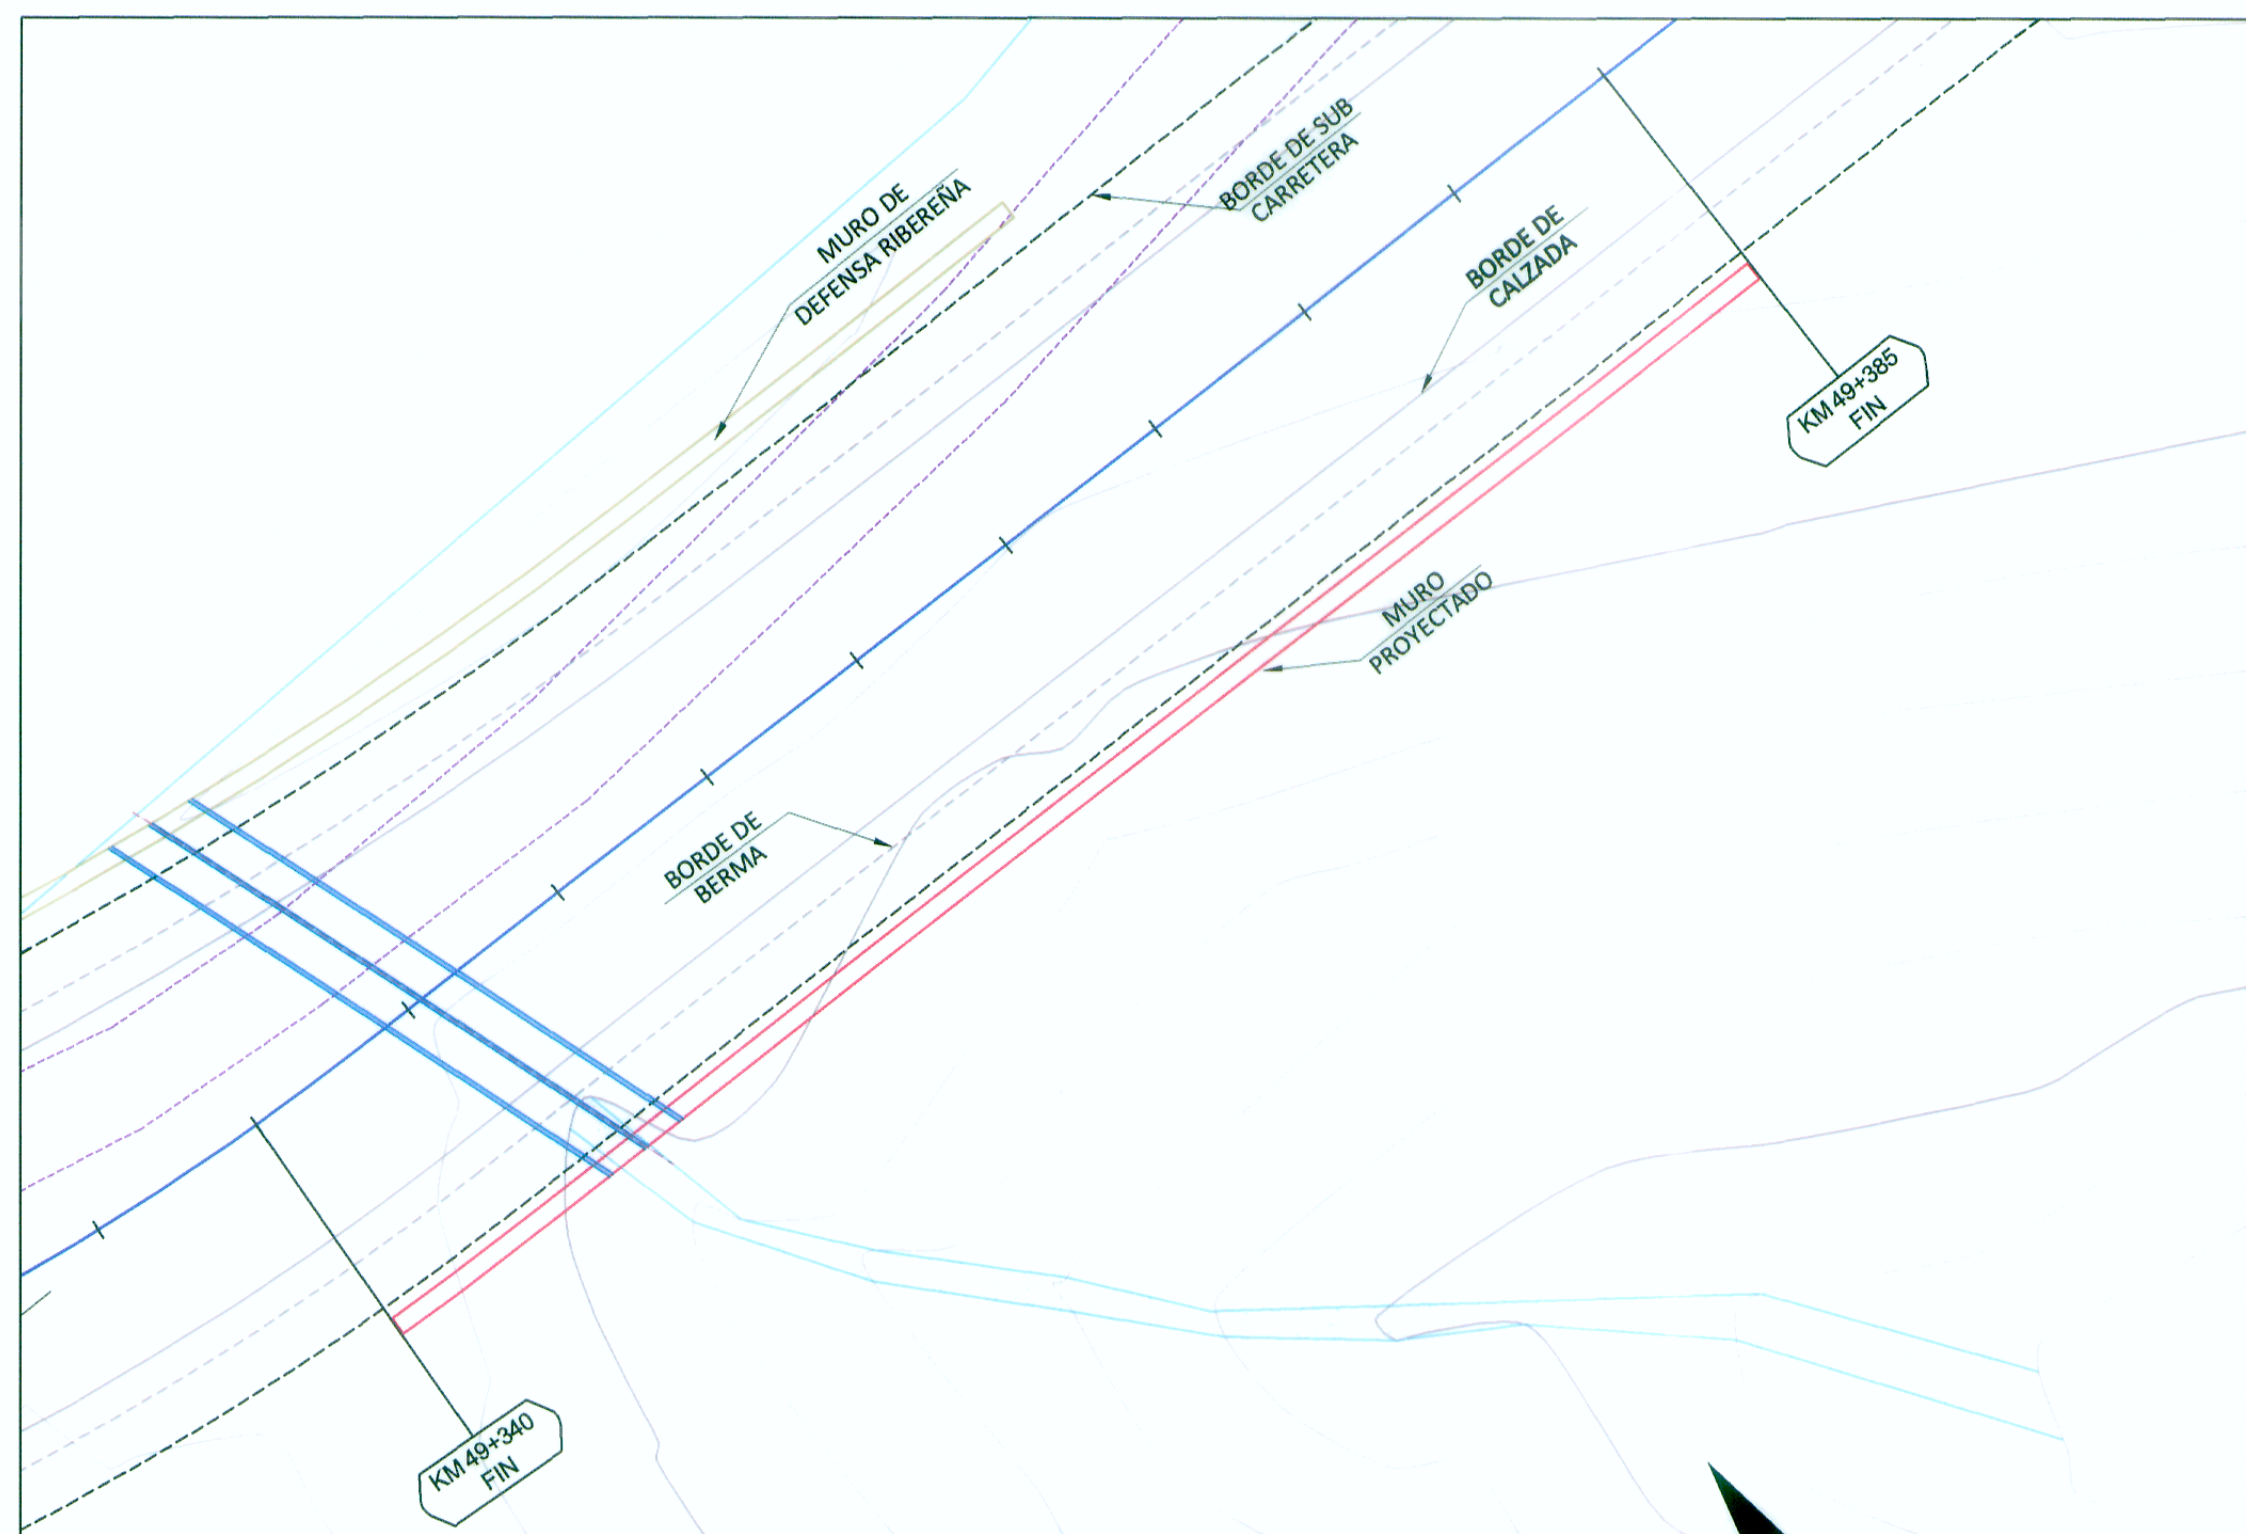 MURO DE
DEFENSA RIBEREÑA
BORDE DE SUB
CARRETERA
BORDE DE
CALZADA
KM 49+385
FIN
MURO
PROYECTADO
BORDE DE
BERMA
KM 49+340
FIN